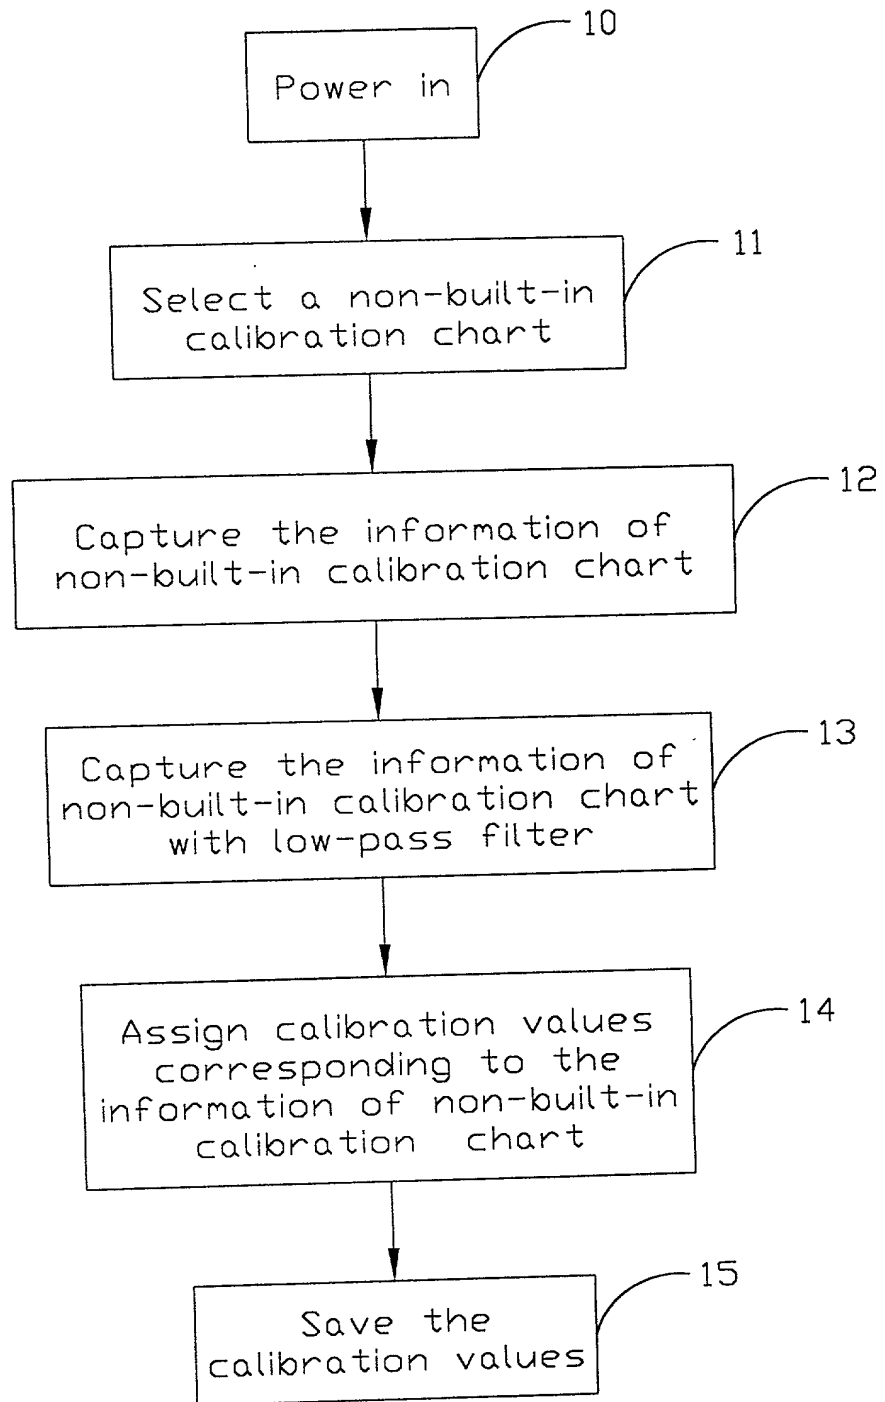 10
Power in
11
Select a non-built-in
calibration chart
12
Capture the information of
non-built-in calibration chart
13
Capture the information of
non-built-in calibration chart
with low-pass filter
14
Assign calibration values
corresponding to the
information of non-built-in
calibration chart
15
Save the
calibration values